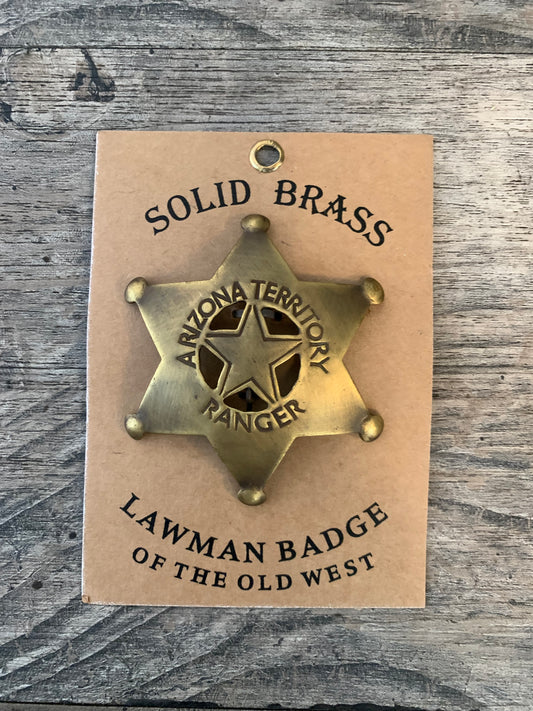 SOLID BRASS
ARIZONA TERRITORY
RANGER
LAWMAN BADGE
OF THE OLD WEST